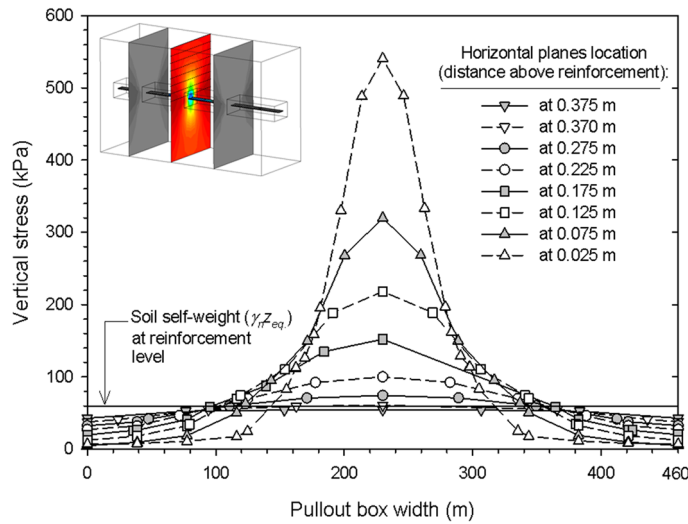 600
500
400
300
200
100
0
Vertical stress (kPa)
Horizontal planes location
(distance above reinforcement):
at 0.375 m
at 0.370 m
at 0.275 m
at 0.225 m
at 0.175 m
at 0.125 m
at 0.075 m
at 0.025 m
Soil self-weight (γₙzeq.)
at reinforcement
level
0 100 200 300 400 460
Pullout box width (m)